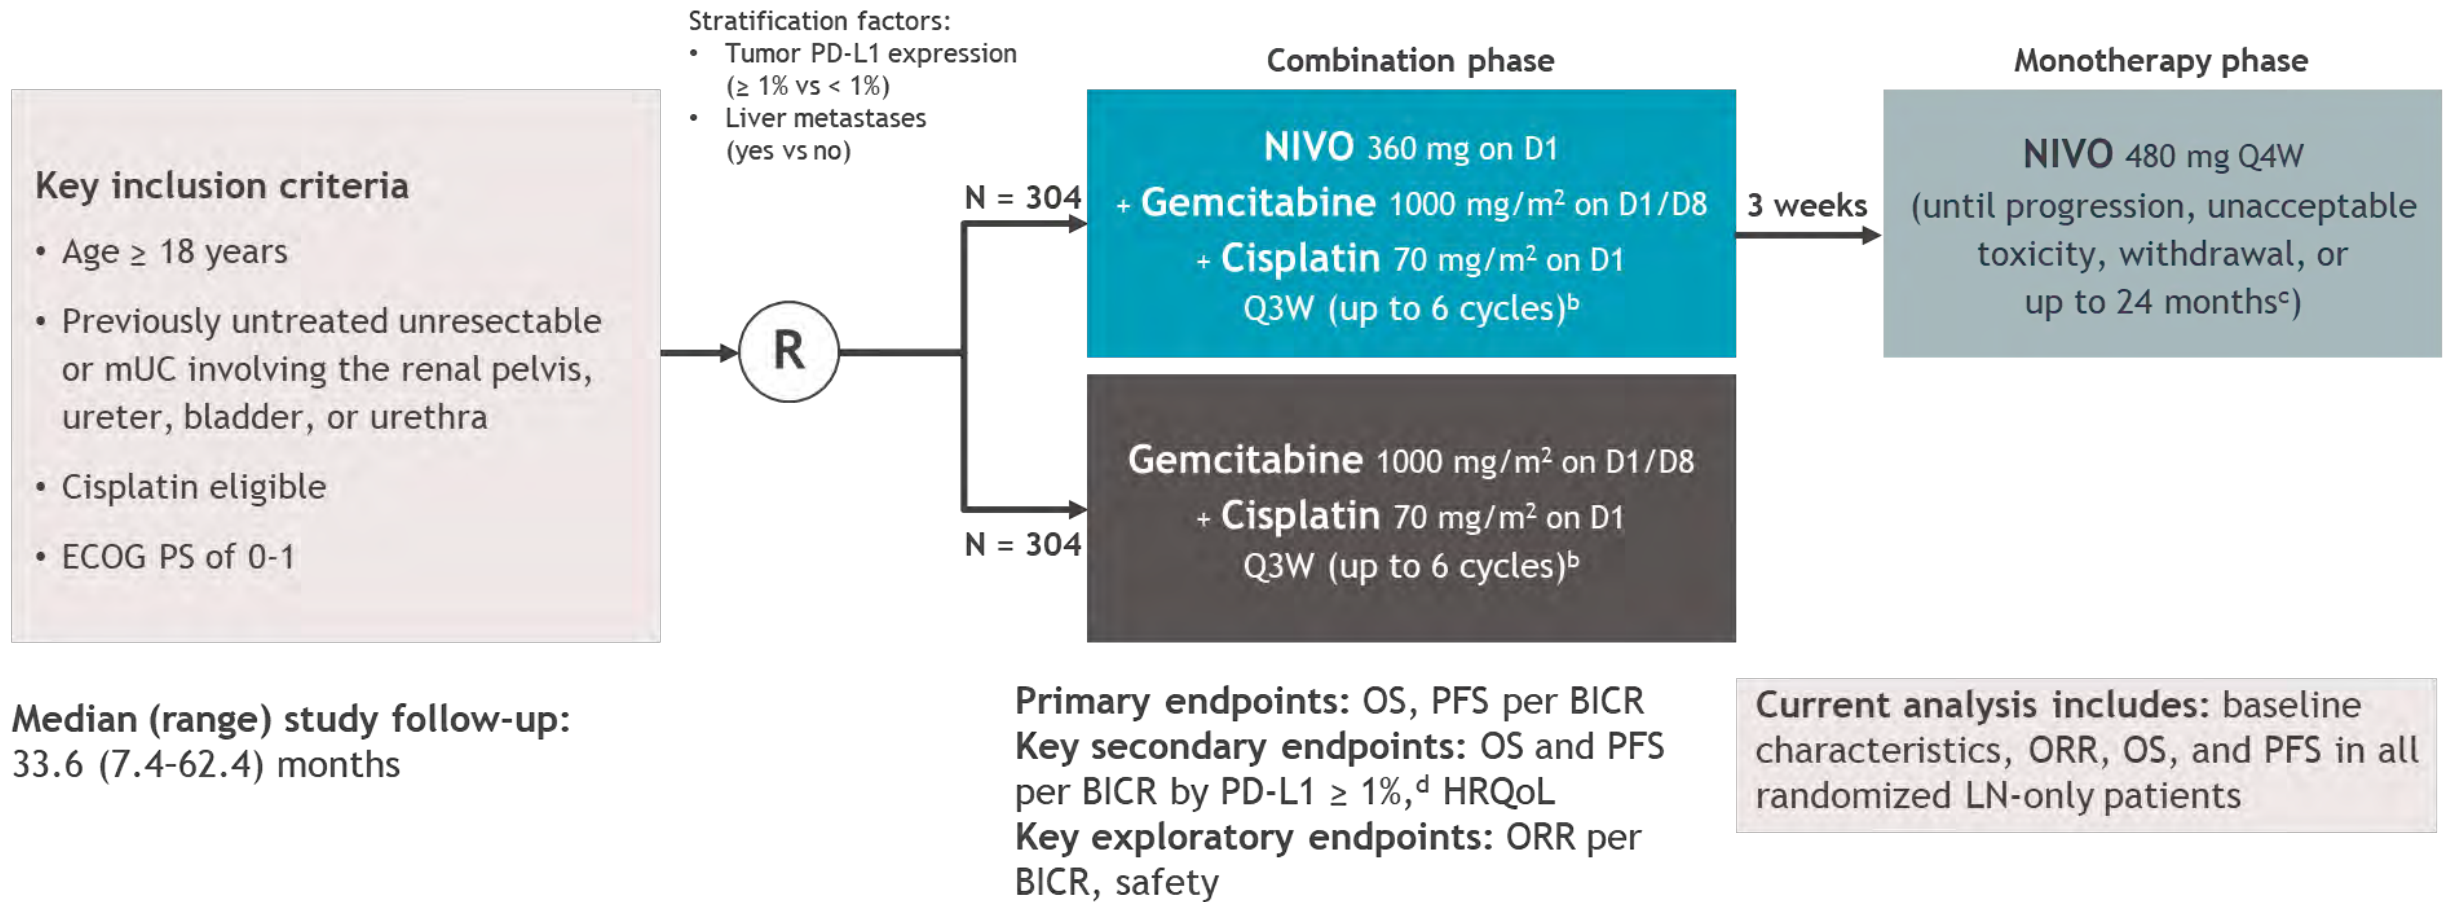 Stratification factors:
• Tumor PD-L1 expression
(≥ 1% vs < 1%)
• Liver metastases
(yes vs no)
Key inclusion criteria
• Age ≥ 18 years
• Previously untreated unresectable
or mUC involving the renal pelvis,
ureter, bladder, or urethra
• Cisplatin eligible
• ECOG PS of 0-1
R
N = 304
N = 304
Combination phase
NIVO 360 mg on D1
+ Gemcitabine 1000 mg/m² on D1/D8
+ Cisplatin 70 mg/m² on D1
Q3W (up to 6 cycles)ᵇ
Gemcitabine 1000 mg/m² on D1/D8
+ Cisplatin 70 mg/m² on D1
Q3W (up to 6 cycles)ᵇ
3 weeks
Monotherapy phase
NIVO 480 mg Q4W
(until progression, unacceptable
toxicity, withdrawal, or
up to 24 monthsᶜ)
Median (range) study follow-up:
33.6 (7.4–62.4) months
Primary endpoints: OS, PFS per BICR
Key secondary endpoints: OS and PFS
per BICR by PD-L1 ≥ 1%,ᵈ HRQoL
Key exploratory endpoints: ORR per
BICR, safety
Current analysis includes: baseline
characteristics, ORR, OS, and PFS in all
randomized LN-only patients